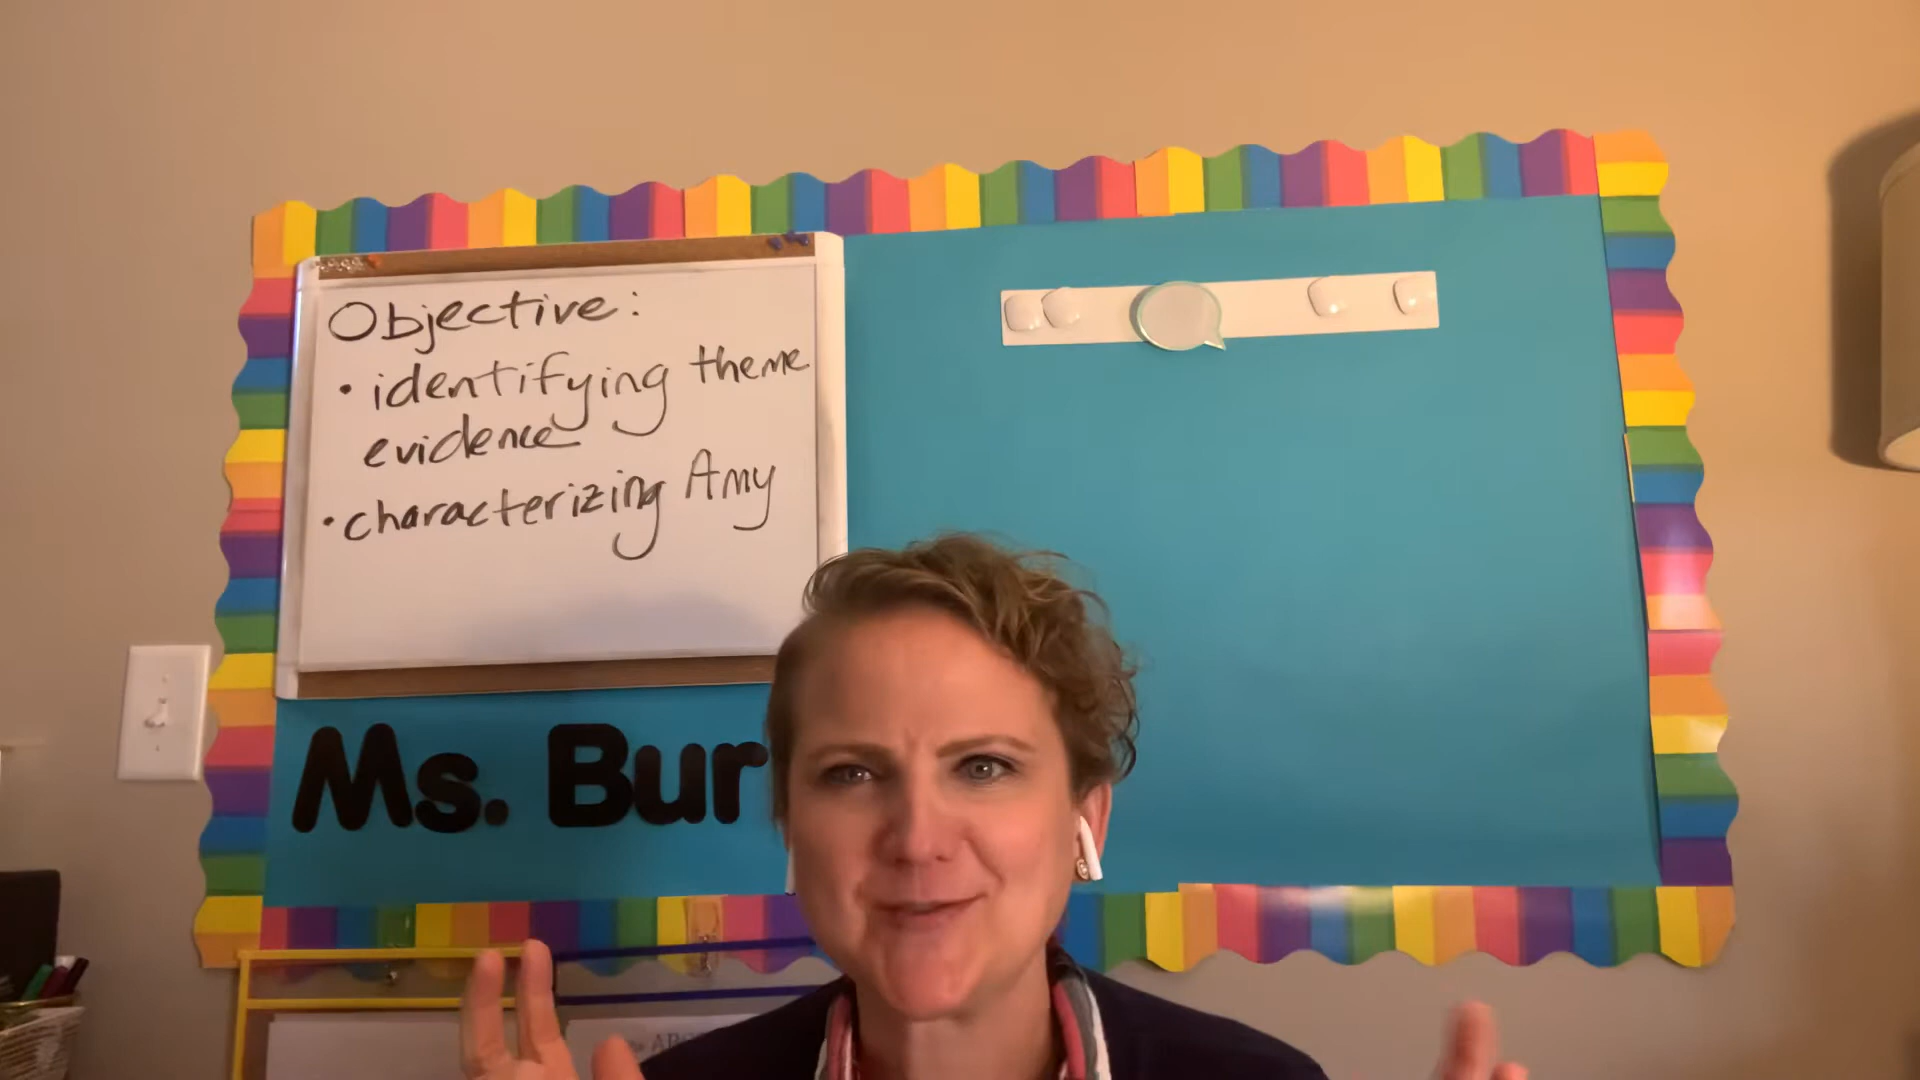 Objective:
• identifying theme
evidence
• characterizing Amy
Ms. Bur